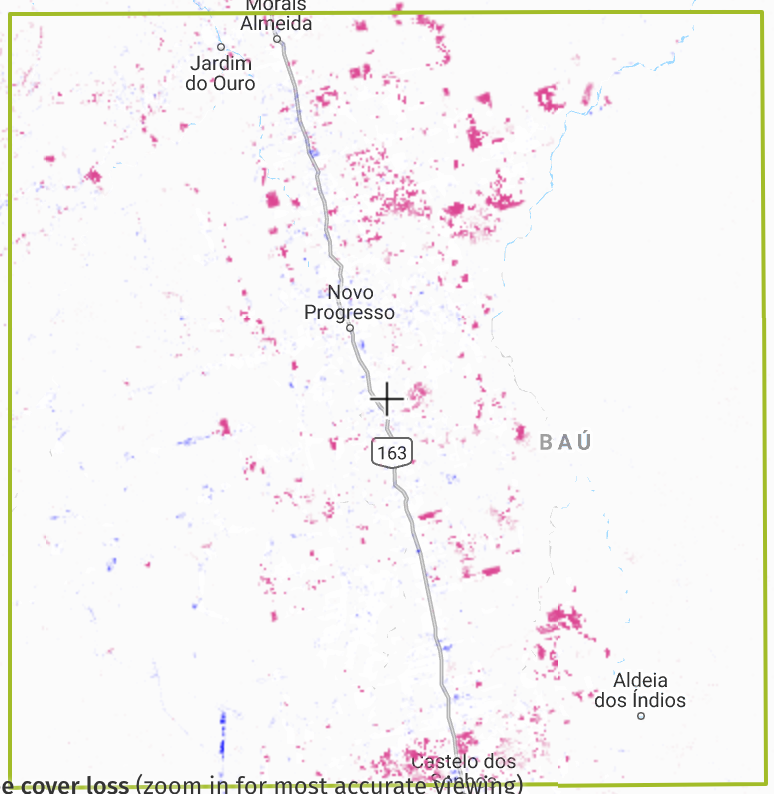 Morais
Almeida
Jardim
do Ouro
Novo
Progresso
163
BAÚ
Aldeia
dos Índios
Castelo dos
Sonhos
e cover loss (zoom in for most accurate viewing)